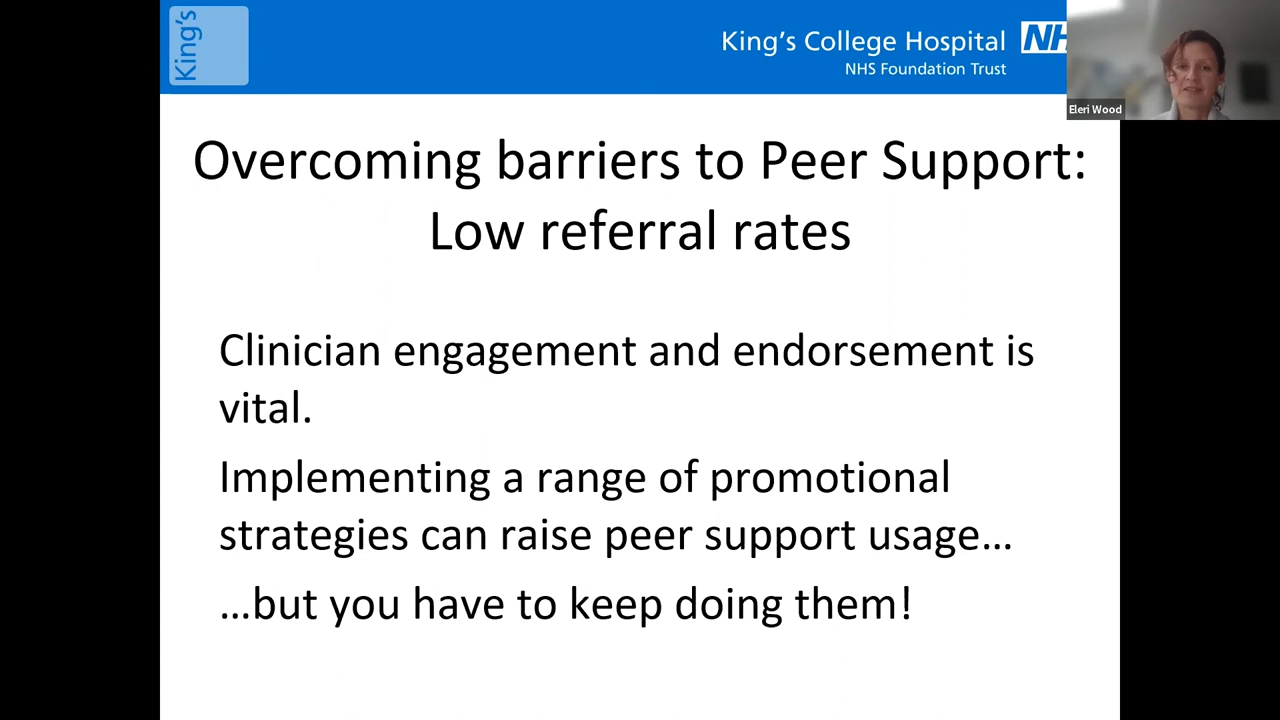 King's
King's College Hospital
NH
NHS Foundation Trust
Eleri Wood
Overcoming barriers to Peer Support:
Low referral rates
Clinician engagement and endorsement is
vital.
Implementing a range of promotional
strategies can raise peer support usage...
...but you have to keep doing them!